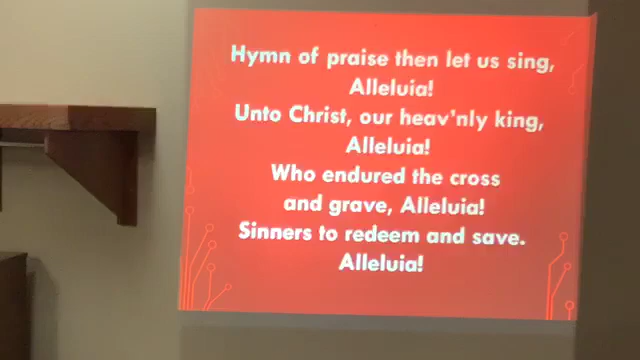 Hymn of praise then let us sing,
Alleluia!
Unto Christ, our heav'nly king,
Alleluia!
Who endured the cross
and grave, Alleluia!
Sinners to redeem and save.
Alleluia!